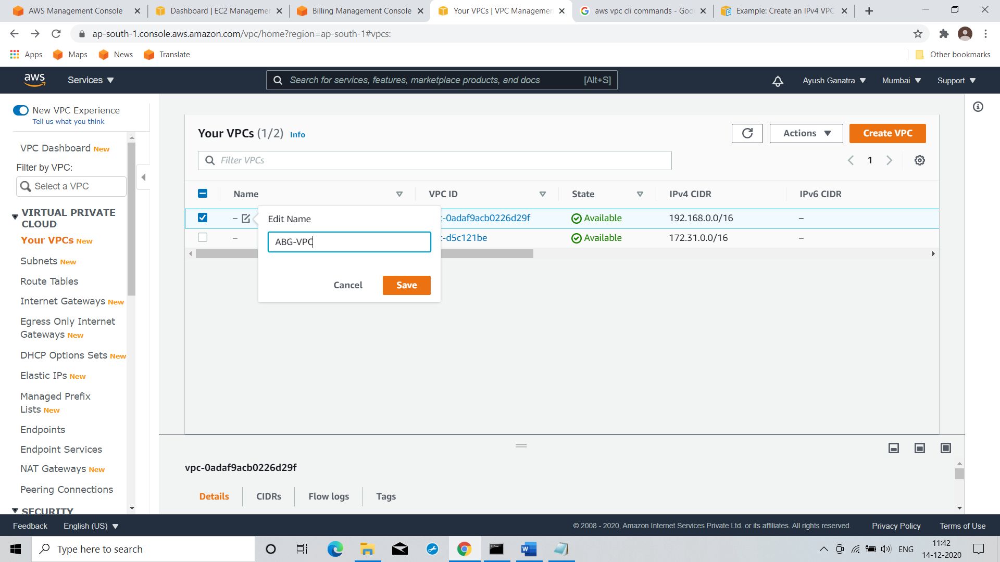 AWS Management Console
Dashboard | EC2 Manageme
Billing Management Console
Your VPCs | VPC Managemen
aws vpc cli commands - Goo
Example: Create an IPv4 VPC
ap-south-1.console.aws.amazon.com/vpc/home?region=ap-south-1#vpcs:
Apps
Maps
News
Translate
Other bookmarks
aws
Services
Search for services, features, marketplace products, and docs
[Alt+S]
Ayush Ganatra
Mumbai
Support
New VPC Experience
Tell us what you think
VPC Dashboard New
Filter by VPC:
Select a VPC
VIRTUAL PRIVATE
CLOUD
Your VPCs New
Subnets New
Route Tables
Internet Gateways New
Egress Only Internet
Gateways New
DHCP Options Sets New
Elastic IPs New
Managed Prefix
Lists New
Endpoints
Endpoint Services
NAT Gateways New
Peering Connections
SECURITY
Your VPCs (1/2) Info
Actions
Create VPC
Filter VPCs
1
Name
VPC ID
State
IPv4 CIDR
IPv6 CIDR
–
-0adaf9acb0226d29f
Available
192.168.0.0/16
–
–
-d5c121be
Available
172.31.0.0/16
–
Edit Name
ABG-VPC
Cancel
Save
vpc-0adaf9acb0226d29f
Details
CIDRs
Flow logs
Tags
Feedback
English (US)
© 2008 - 2020, Amazon Internet Services Private Ltd. or its affiliates. All rights reserved.
Privacy Policy
Terms of Use
Type here to search
ENG
11:42
14-12-2020